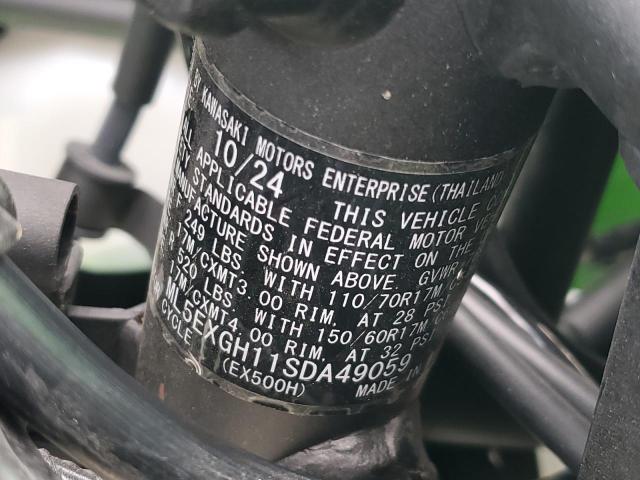 KAWASAKI MOTORS ENTERPRISE (THAILAND)
10/24 THIS VEHICLE
APPLICABLE FEDERAL MOTOR
STANDARDS IN EFFECT ON THE
ACTURE SHOWN ABOVE. GVWR
249 LBS. WITH 110/70R17M/C
17M/CXMT3.00 RIM. AT 28 PSI
520 LBS. WITH 150/60R17M/
17M/CXMT4.00 RIM. AT 32 PSI
ML5EXGH11SDA49059
CYCLE (EX500H) MADE IN